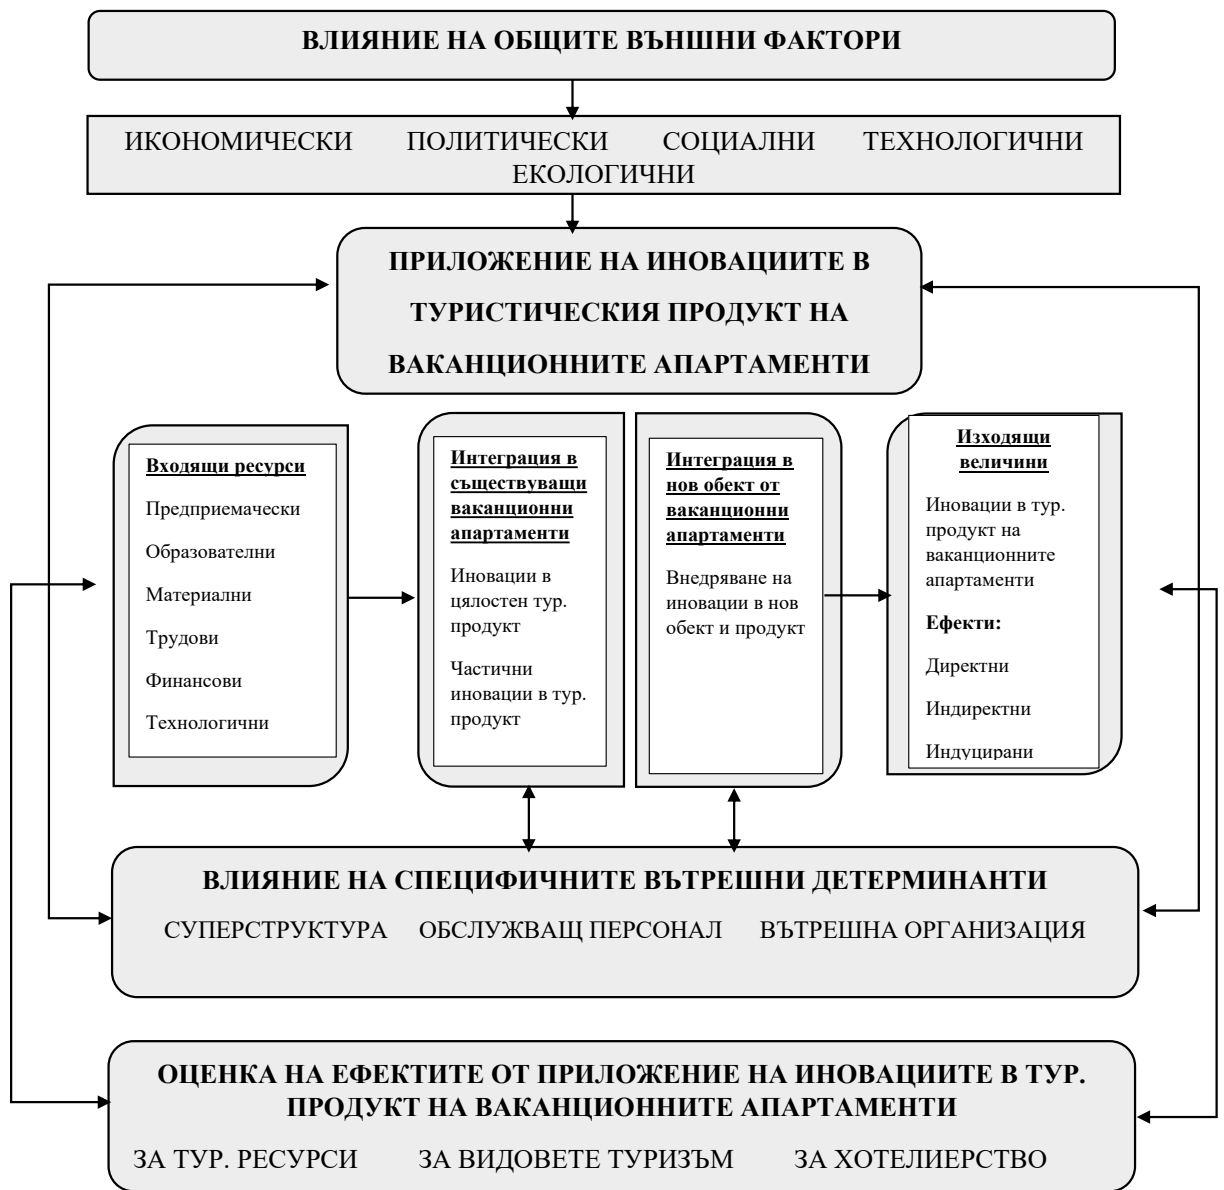 ВЛИЯНИЕ НА ОБЩИТЕ ВЪНШНИ ФАКТОРИ
ИКОНОМИЧЕСКИ ПОЛИТИЧЕСКИ СОЦИАЛНИ ТЕХНОЛОГИЧНИ
ЕКОЛОГИЧНИ
ПРИЛОЖЕНИЕ НА ИНОВАЦИИТЕ В
ТУРИСТИЧЕСКИЯ ПРОДУКТ НА
ВАКАНЦИОННИТЕ АПАРТАМЕНТИ
Входящи ресурси
Предприемачески
Образователни
Материални
Трудови
Финансови
Технологични
Интеграция в
съществуващи
ваканционни
апартаменти
Иновации в
цялостен тур.
продукт
Частични
иновации в тур.
продукт
Интеграция в
нов обект от
ваканционни
апартаменти
Внедряване на
иновации в нов
обект и продукт
Изходящи
величини
Иновации в тур.
продукт на
ваканционните
апартаменти
Ефекти:
Директни
Индиректни
Индуцирани
ВЛИЯНИЕ НА СПЕЦИФИЧНИТЕ ВЪТРЕШНИ ДЕТЕРМИНАНТИ
СУПЕРСТРУКТУРА ОБСЛУЖВАЩ ПЕРСОНАЛ ВЪТРЕШНА ОРГАНИЗАЦИЯ
ОЦЕНКА НА ЕФЕКТИТЕ ОТ ПРИЛОЖЕНИЕ НА ИНОВАЦИИТЕ В ТУР.
ПРОДУКТ НА ВАКАНЦИОННИТЕ АПАРТАМЕНТИ
ЗА ТУР. РЕСУРСИ ЗА ВИДОВЕТЕ ТУРИЗЪМ ЗА ХОТЕЛИЕРСТВО